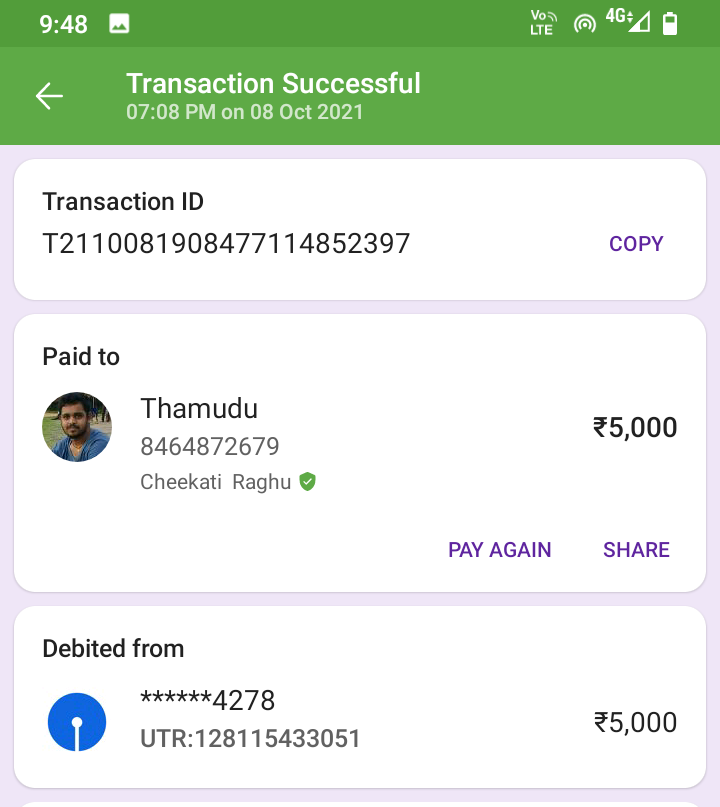 9:48
Vo
LTE
4G
Transaction Successful
07:08 PM on 08 Oct 2021
Transaction ID
T2110081908477114852397
COPY
Paid to
Thamudu
₹5,000
8464872679
Cheekati Raghu
PAY AGAIN
SHARE
Debited from
******4278
₹5,000
UTR:128115433051